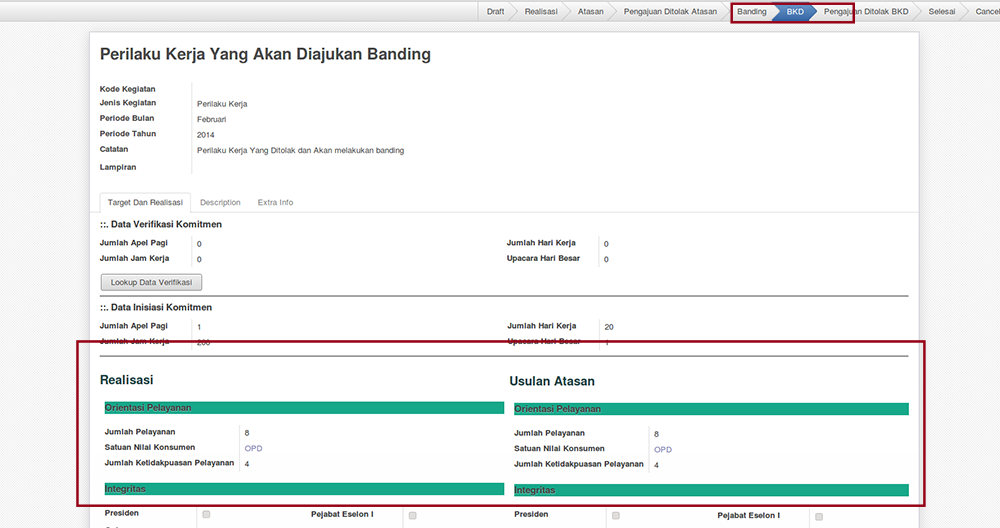 Draft Realisasi Atasan Pengajuan Ditolak Atasan Banding BKD Pengajuan Ditolak BKD Selesai Cancel
Perilaku Kerja Yang Akan Diajukan Banding
Kode Kegiatan
Jenis Kegiatan Perilaku Kerja
Periode Bulan Februari
Periode Tahun 2014
Catatan Perilaku Kerja Yang Ditolak dan Akan melakukan banding
Lampiran
Target Dan Realisasi Description Extra Info
::. Data Verifikasi Komitmen
Jumlah Apel Pagi 0 Jumlah Hari Kerja 0
Jumlah Jam Kerja 0 Upacara Hari Besar 0
Lookup Data Verifikasi
::. Data Inisiasi Komitmen
Jumlah Apel Pagi 1 Jumlah Hari Kerja 20
Jumlah Jam Kerja 200 Upacara Hari Besar 1
Realisasi Usulan Atasan
Orientasi Pelayanan Orientasi Pelayanan
Jumlah Pelayanan 8 Jumlah Pelayanan 8
Satuan Nilai Konsumen OPD Satuan Nilai Konsumen OPD
Jumlah Ketidakpuasan Pelayanan 4 Jumlah Ketidakpuasan Pelayanan 4
Integritas Integritas
Presiden Pejabat Eselon I Presiden Pejabat Eselon I